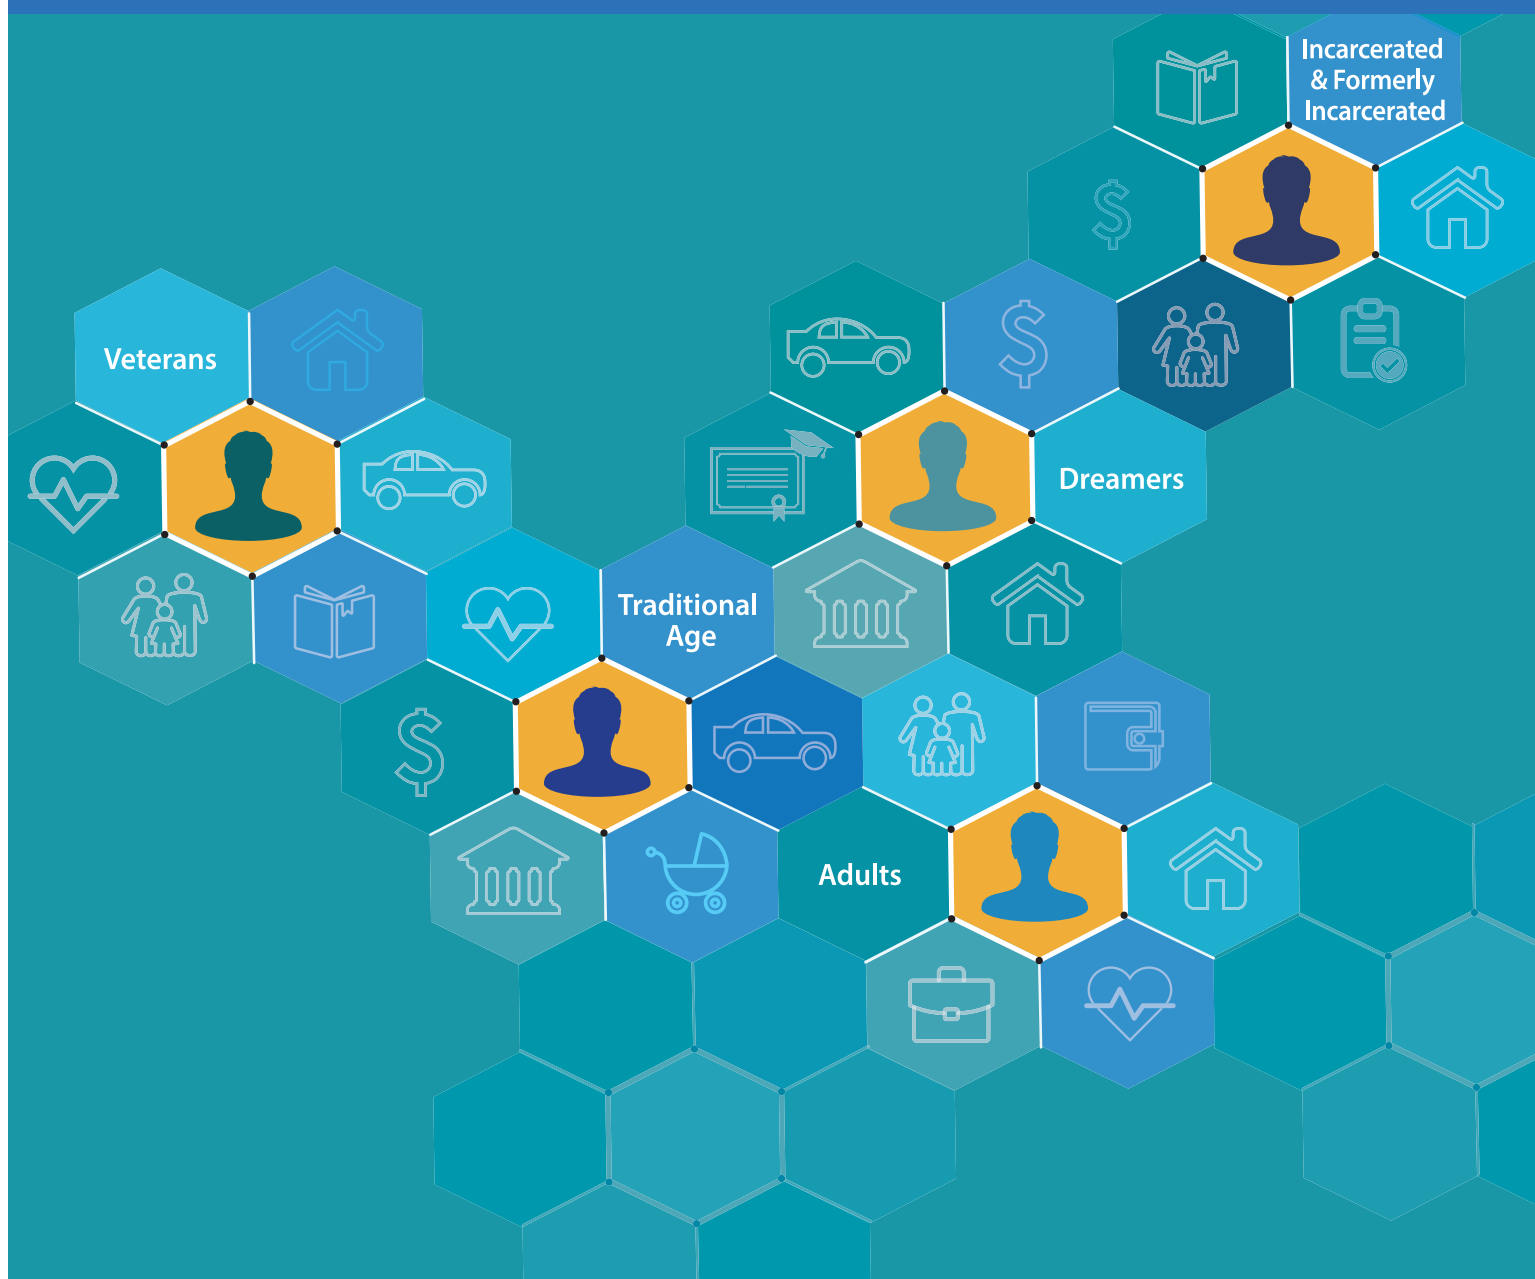 Incarcerated
& Formerly
Incarcerated
Veterans
Dreamers
Traditional
Age
Adults